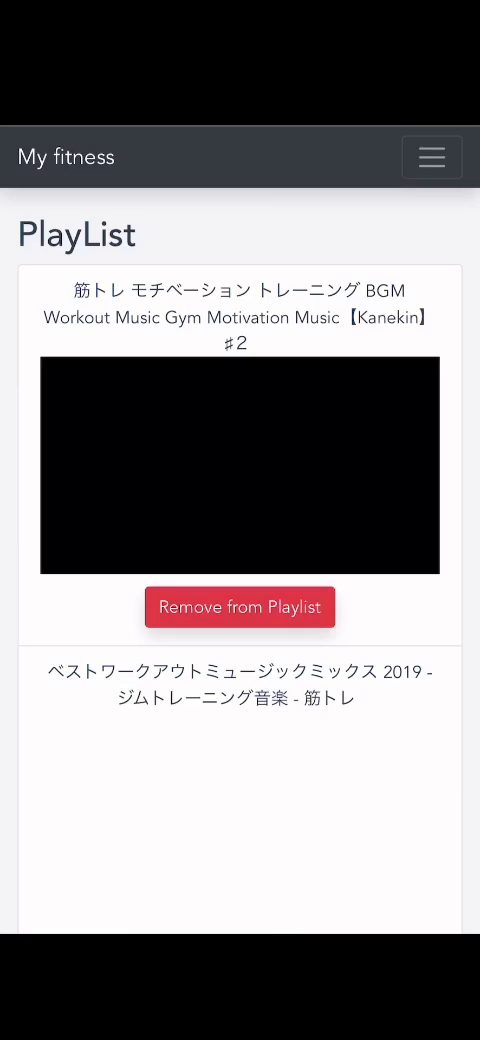 My fitness
PlayList
筋トレ モチベーション トレーニング BGM
Workout Music Gym Motivation Music【Kanekin】
♯２
Remove from Playlist
ベストワークアウトミュージックミックス 2019 -
ジムトレーニング音楽 - 筋トレ